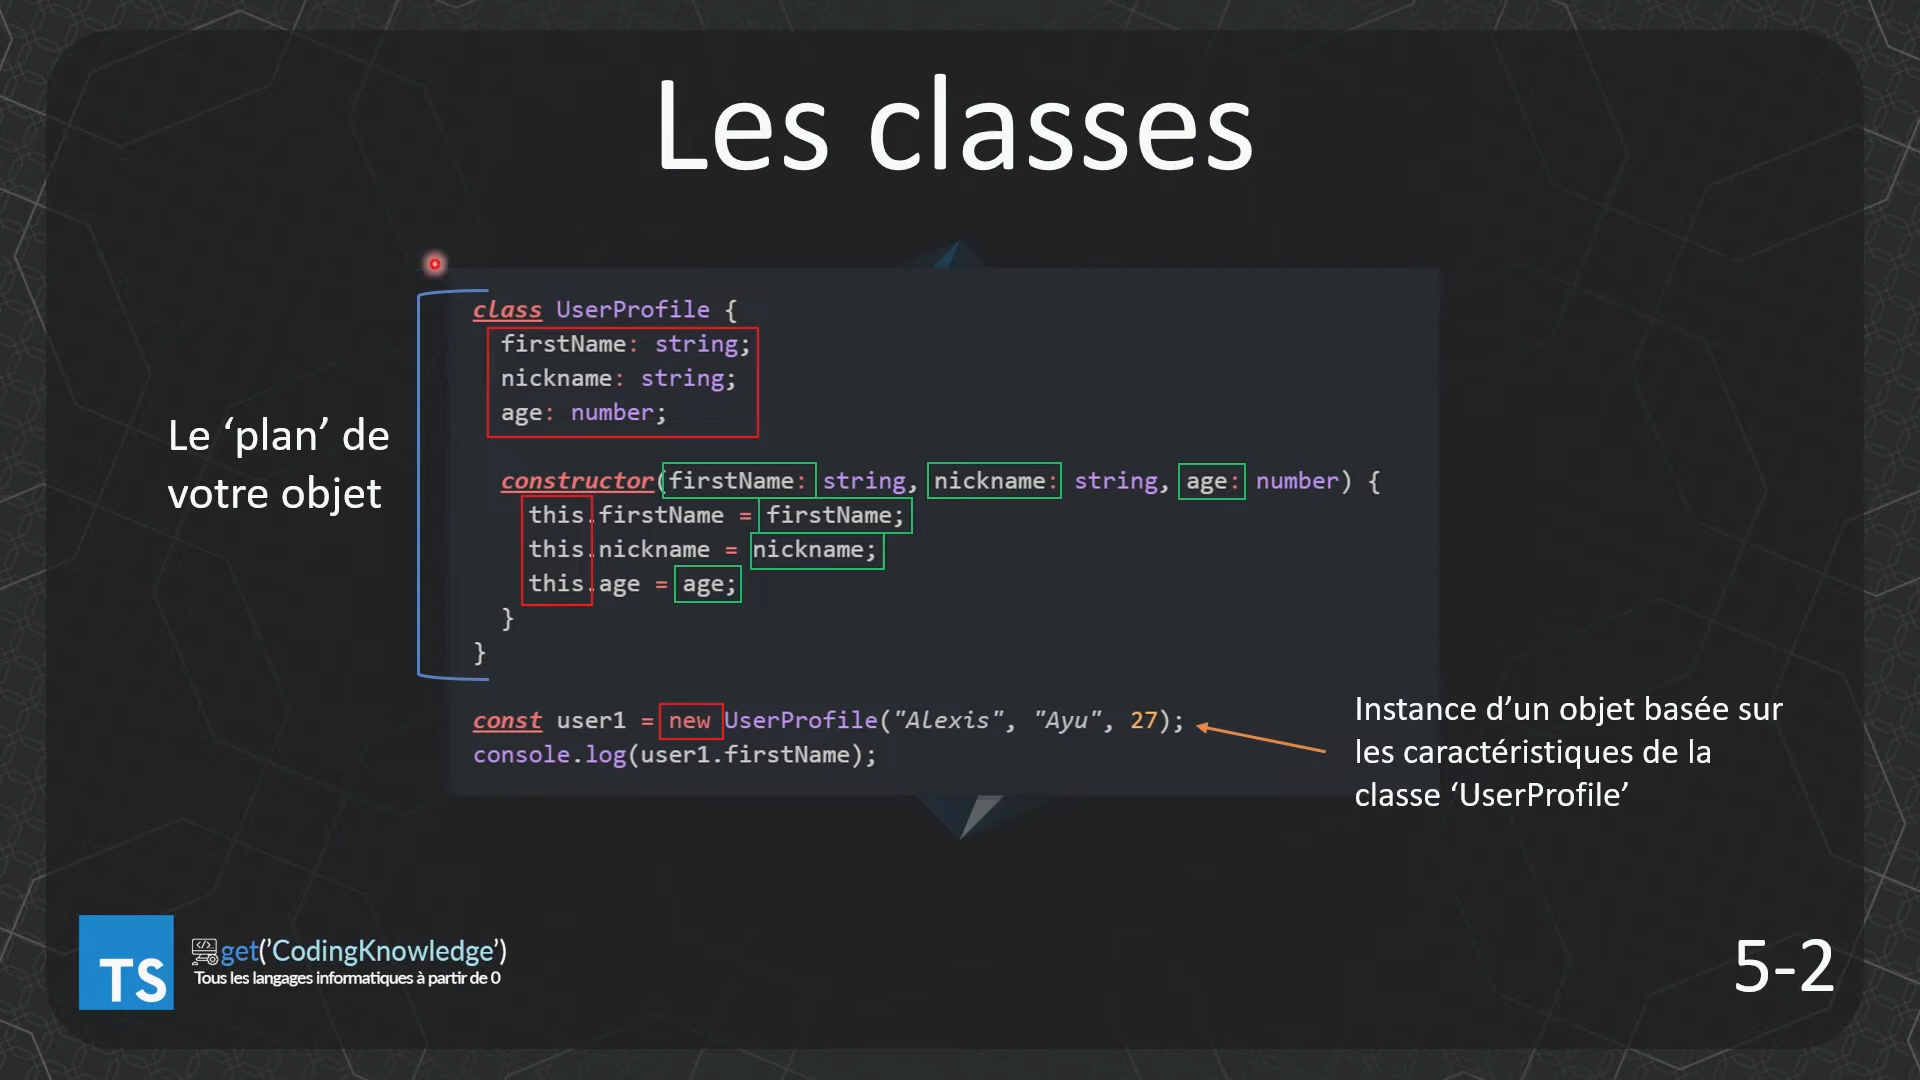 Les classes
Le ‘plan’ de
votre objet
class UserProfile {
firstName: string;
nickname: string;
age: number;
constructor(firstName: string, nickname: string, age: number) {
this.firstName = firstName;
this.nickname = nickname;
this.age = age;
}
}
const user1 = new UserProfile("Alexis", "Ayu", 27);
console.log(user1.firstName);
Instance d’un objet basée sur
les caractéristiques de la
classe ‘UserProfile’
TS
get(’CodingKnowledge’)
Tous les langages informatiques à partir de 0
5-2